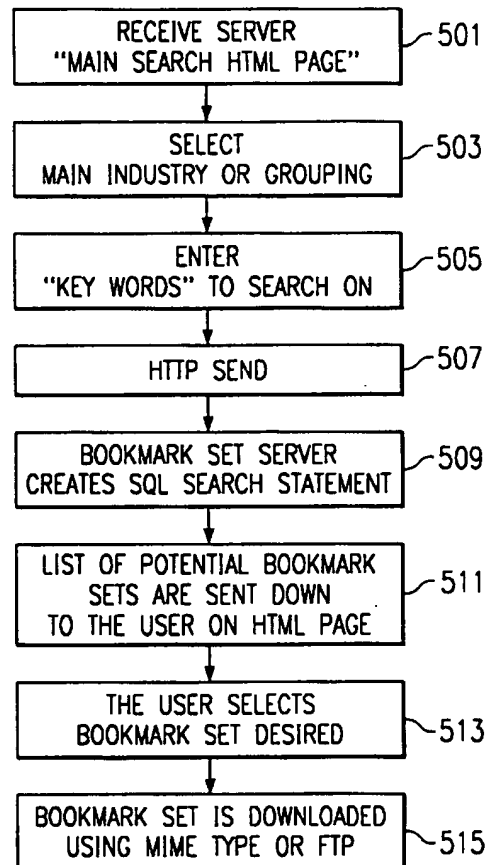 RECEIVE SERVER
"MAIN SEARCH HTML PAGE"
501
SELECT
MAIN INDUSTRY OR GROUPING
503
ENTER
"KEY WORDS" TO SEARCH ON
505
HTTP SEND
507
BOOKMARK SET SERVER
CREATES SQL SEARCH STATEMENT
509
LIST OF POTENTIAL BOOKMARK
SETS ARE SENT DOWN
TO THE USER ON HTML PAGE
511
THE USER SELECTS
BOOKMARK SET DESIRED
513
BOOKMARK SET IS DOWNLOADED
USING MIME TYPE OR FTP
515